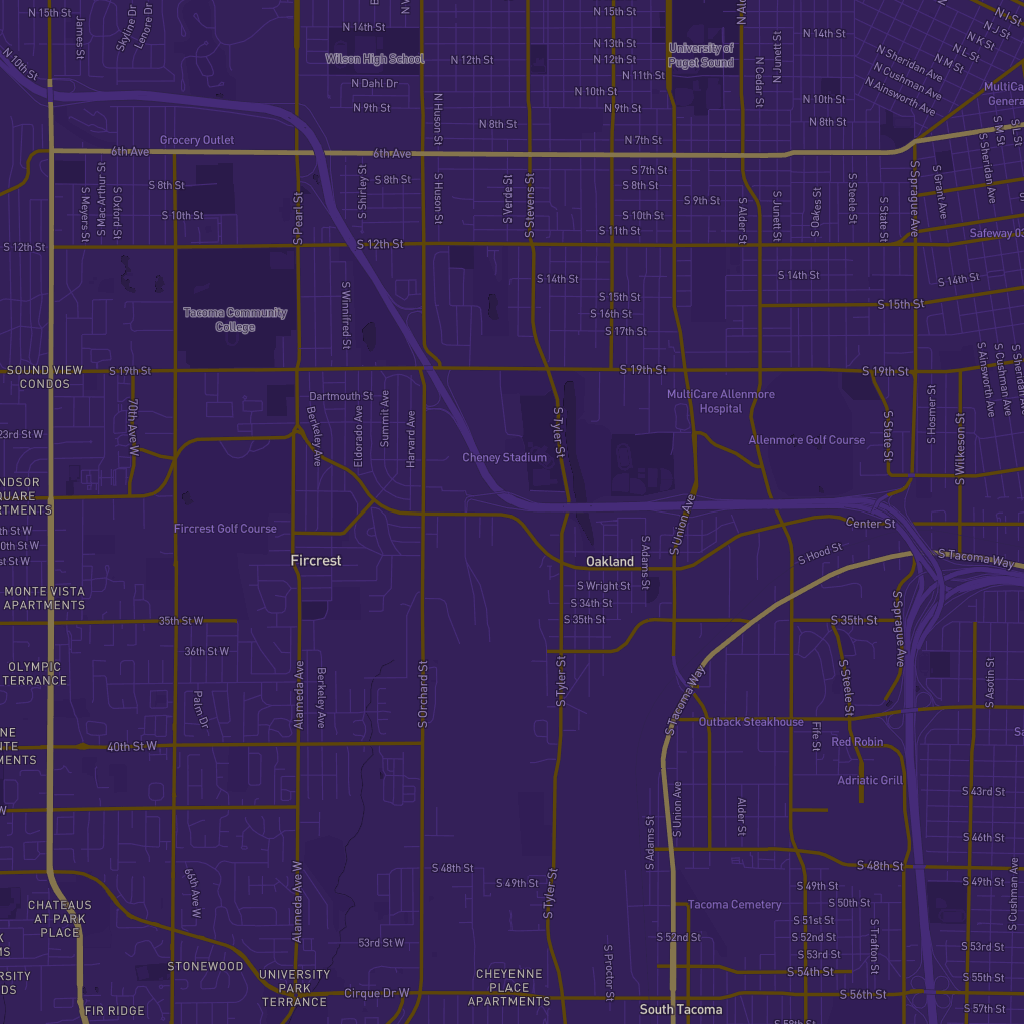 N 15th St
James St
Skyline Dr
Lenore Dr
N 10th St
N 14th St
Wilson High School
N 12th St
N Dahl Dr
N 9th St
N Huson St
N 8th St
N 15th St
N 13th St
N 12th St
N 11th St
N 10th St
N 9th St
N 7th St
University of
Puget Sound
N Cedar St
N Junett St
N 14th St
N 10th St
N 8th St
N Sheridan Ave
N Cushman Ave
N Ainsworth Ave
N I St
N J St
N K St
N L St
N M St
Grocery Outlet
6th Ave
6th Ave
S Meyers St
S Mac Arthur St
S Oxford St
S 8th St
S 10th St
S Pearl St
S Shirley St
S 8th St
S Huson St
S Verde St
S Stevens St
S 7th St
S 8th St
S 9th St
S 10th St
S 11th St
S Alder St
S Junett St
S Oakes St
S Steele St
S State St
S Sprague Ave
S Grant Ave
S Sheridan Ave
S M St
S L St
S 12th St
S 12th St
S 14th St
S 14th St
S 14th St
S 15th St
S 15th St
S 16th St
S 17th St
S Winnifred St
Tacoma Community
College
SOUND VIEW
CONDOS
S 19th St
S 19th St
S 19th St
70th Ave W
Dartmouth St
Berkeley Ave
Eldorado Ave
Summit Ave
Harvard Ave
Cheney Stadium
S Tyler St
MultiCare Allenmore
Hospital
Allenmore Golf Course
S State St
S Hosmer St
S Wilkeson St
S Ainsworth Ave
S Cushman Ave
23rd St W
Fircrest Golf Course
Fircrest
Oakland
S Adams St
S Union Ave
S Hood St
Center St
S Tacoma Way
S Wright St
S 34th St
S 35th St
S 35th St
S Sprague Ave
MONTE VISTA
APARTMENTS
35th St W
36th St W
OLYMPIC
TERRANCE
Palm Dr
Alameda Ave
Berkeley Ave
S Orchard St
S Tyler St
S Tacoma Way
S Steele St
S Asotin St
Outback Steakhouse
Fife St
Red Robin
Adriatic Grill
40th St W
S 43rd St
S Union Ave
Alder St
S Adams St
S 46th St
S 48th St
S 48th St
S 49th St
S 49th St
S 49th St
S 50th St
S 51st St
S 52nd St
S 52nd St
S 53rd St
S 53rd St
S 54th St
S 55th St
S 56th St
S 57th St
Tacoma Cemetery
S Trafton St
S Cushman Ave
66th Ave W
Alameda Ave W
S Tyler St
CHATEAUS
AT PARK
PLACE
53rd St W
STONEWOOD
UNIVERSITY
PARK
TERRANCE
Cirque Dr W
CHEYENNE
PLACE
APARTMENTS
S Proctor St
South Tacoma
FIR RIDGE